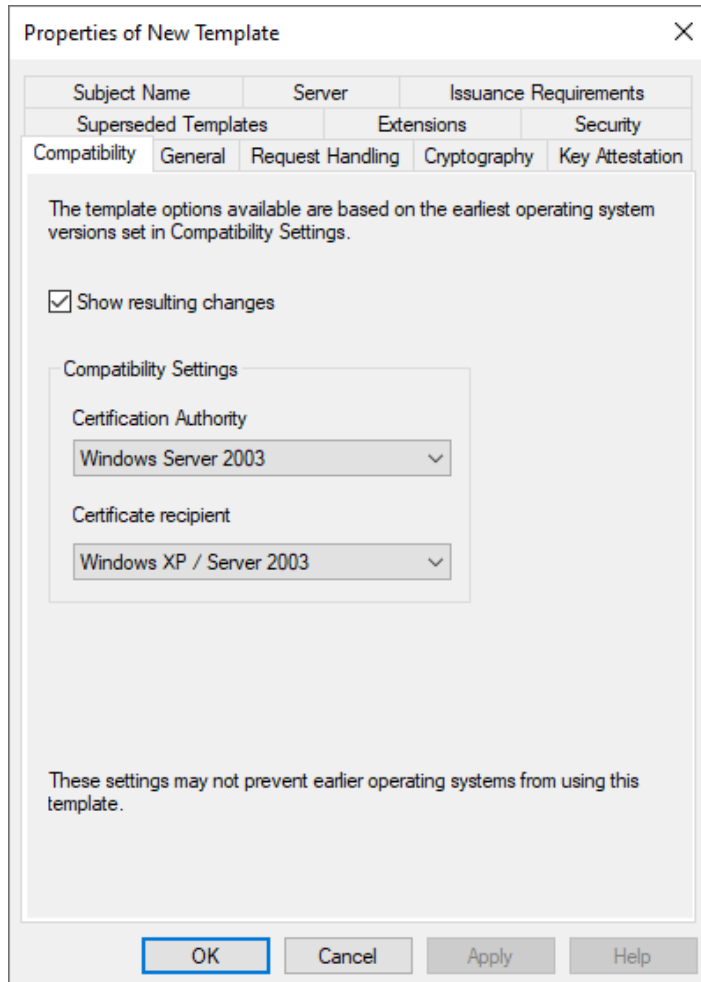 Properties of New Template
Subject Name Server Issuance Requirements
Superseded Templates Extensions Security
Compatibility General Request Handling Cryptography Key Attestation
The template options available are based on the earliest operating system
versions set in Compatibility Settings.
Show resulting changes
Compatibility Settings
Certification Authority
Windows Server 2003
Certificate recipient
Windows XP / Server 2003
These settings may not prevent earlier operating systems from using this
template.
OK Cancel Apply Help